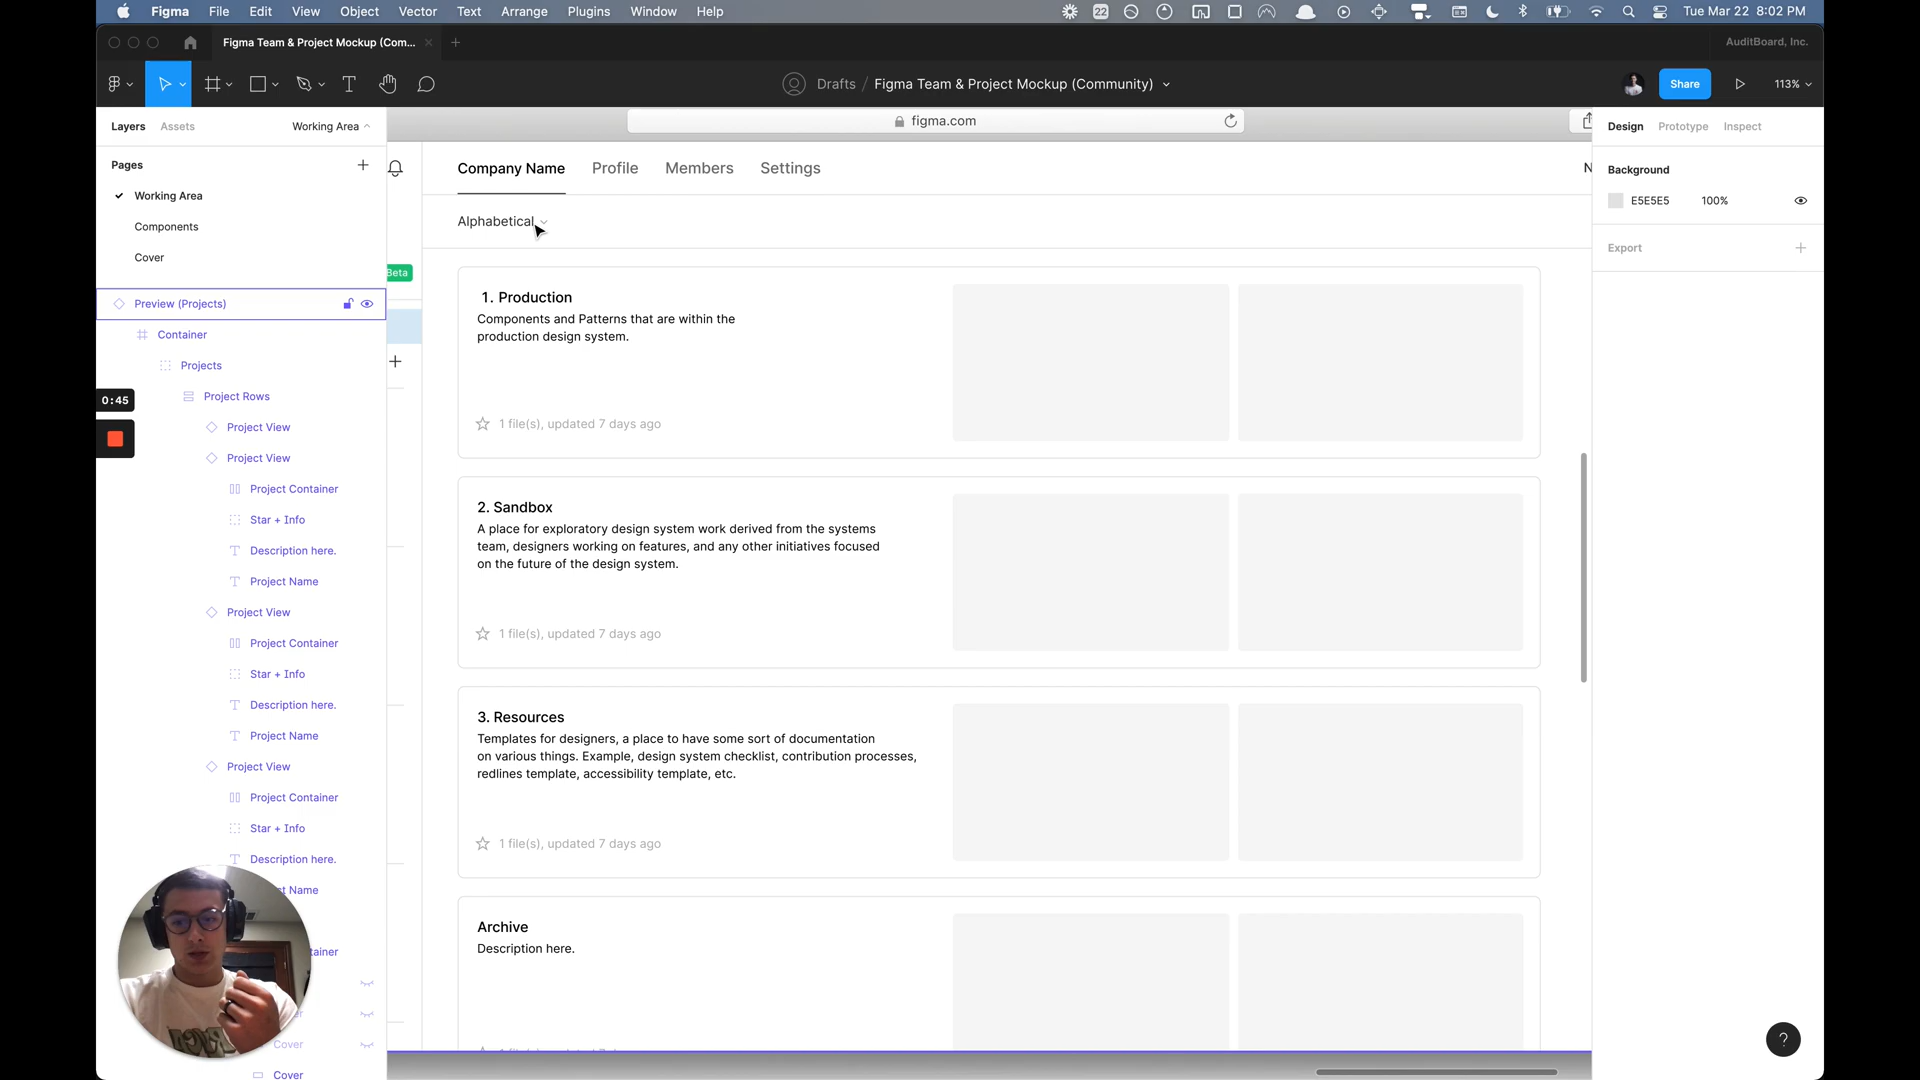 Figma File Edit View Object Vector Text Arrange Plugins Window Help
22
Tue Mar 22 8:02 PM
Figma Team & Project Mockup (Com...
AuditBoard, Inc.
Drafts / Figma Team & Project Mockup (Community)
Share
113%
Layers Assets
Working Area
figma.com
Design Prototype Inspect
Pages
Working Area
Components
Cover
Company Name Profile Members Settings
N
Background
E5E5E5 100%
Export
Alphabetical
Beta
Preview (Projects)
Container
Projects
Project Rows
Project View
Project View
Project Container
Star + Info
Description here.
Project Name
Project View
Project Container
Star + Info
Description here.
Project Name
Project View
Project Container
Star + Info
Description here.
t Name
tainer
Cover
Cover
0:45
1. Production
Components and Patterns that are within the
production design system.
1 file(s), updated 7 days ago
2. Sandbox
A place for exploratory design system work derived from the systems
team, designers working on features, and any other initiatives focused
on the future of the design system.
1 file(s), updated 7 days ago
3. Resources
Templates for designers, a place to have some sort of documentation
on various things. Example, design system checklist, contribution processes,
redlines template, accessibility template, etc.
1 file(s), updated 7 days ago
Archive
Description here.
?